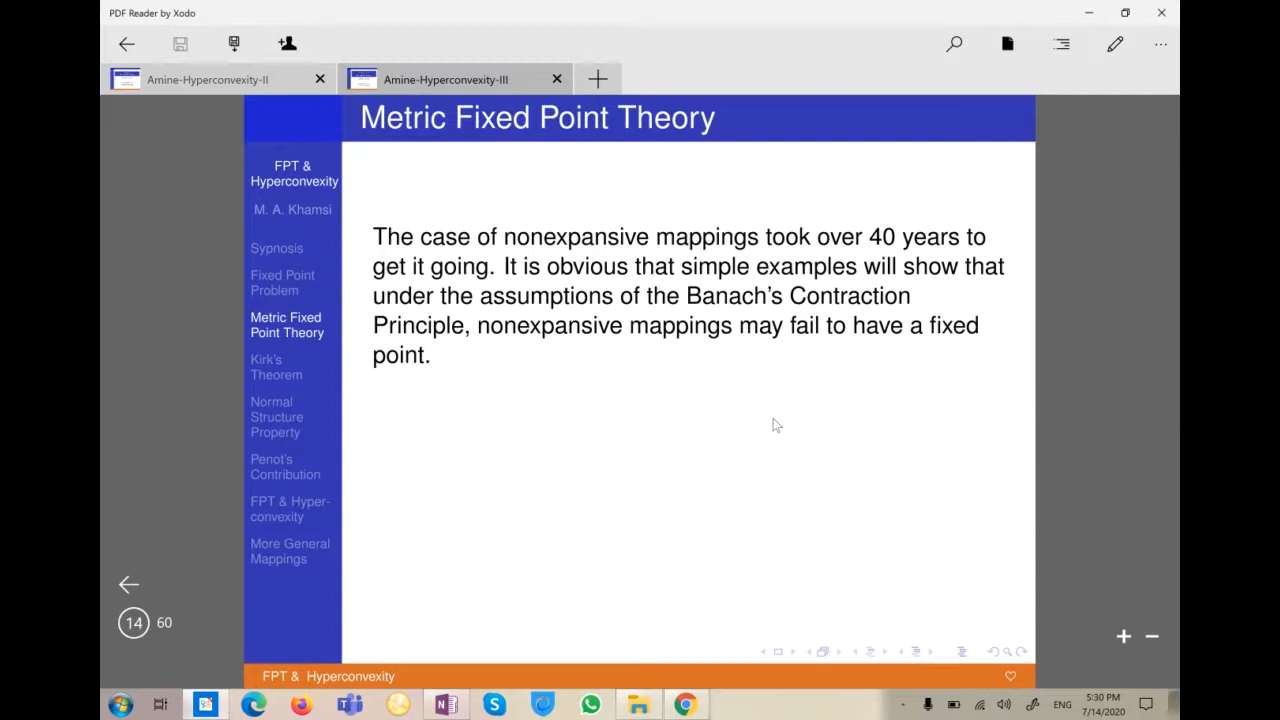 PDF Reader by Xodo
Amine-Hyperconvexity-II
Amine-Hyperconvexity-III
Metric Fixed Point Theory
FPT &
Hyperconvexity
M. A. Khamsi
Sypnosis
Fixed Point
Problem
Metric Fixed
Point Theory
Kirk's
Theorem
Normal
Structure
Property
Penot's
Contribution
FPT & Hyper-
convexity
More General
Mappings
The case of nonexpansive mappings took over 40 years to
get it going. It is obvious that simple examples will show that
under the assumptions of the Banach's Contraction
Principle, nonexpansive mappings may fail to have a fixed
point.
14 60
FPT & Hyperconvexity
ENG
5:30 PM
7/14/2020